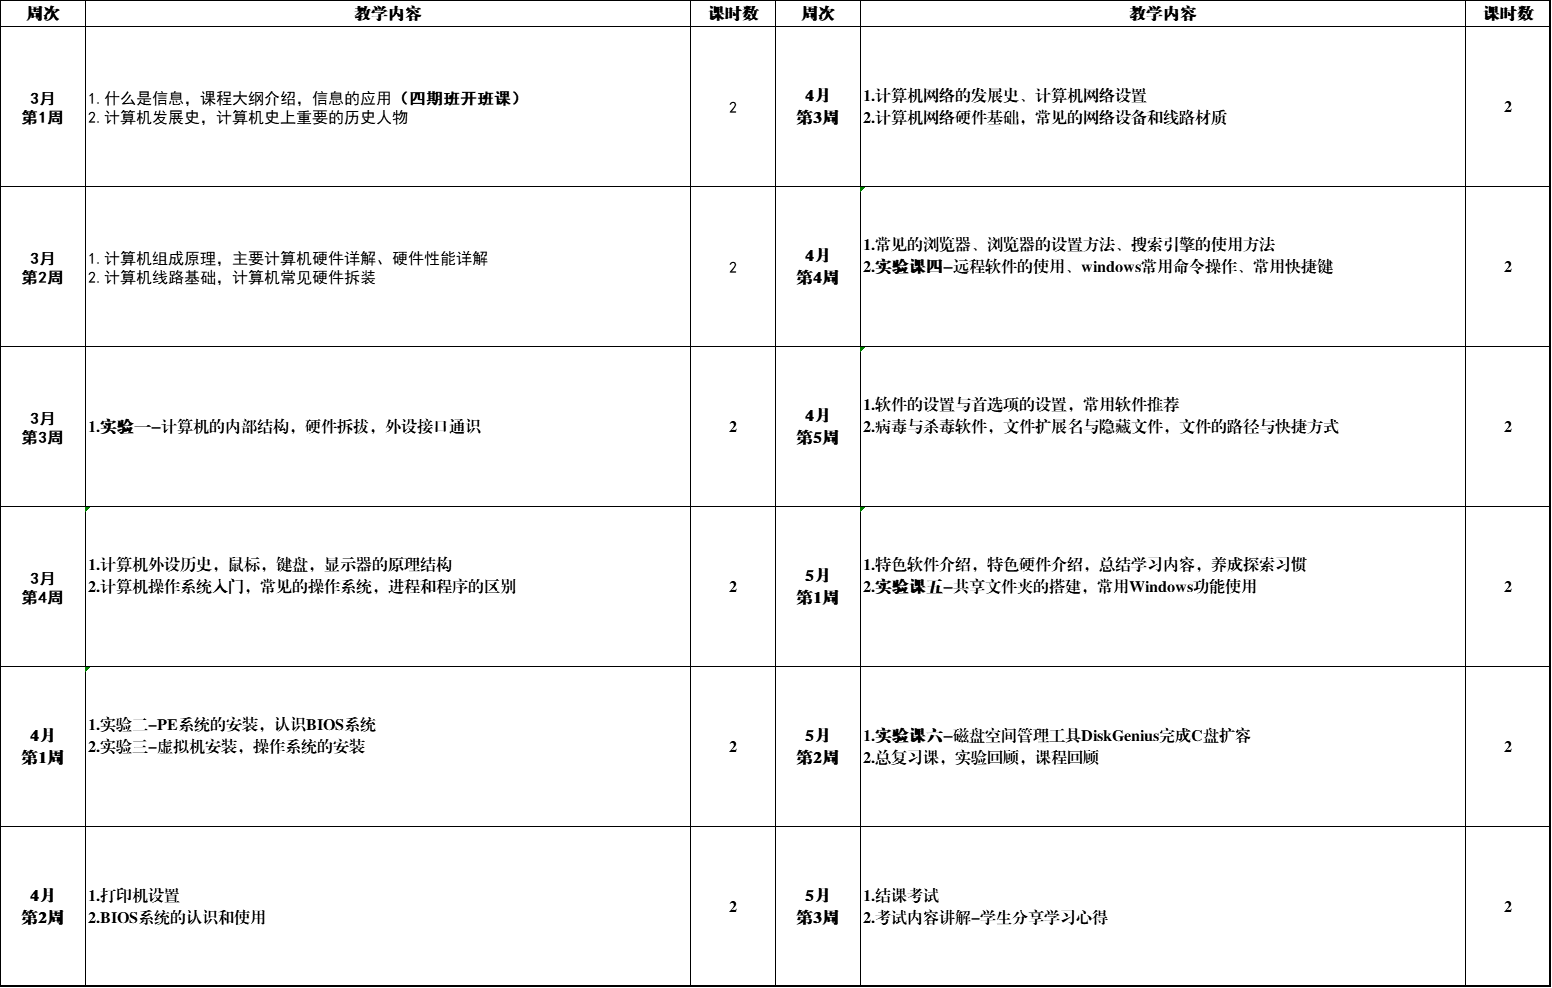 周次 教学内容 课时数 周次 教学内容 课时数
3月
第1周
1.什么是信息，课程大纲介绍，信息的应用（四期班开班课）
2.计算机发展史，计算机史上重要的历史人物
2
4月
第3周
1.计算机网络的发展史、计算机网络设置
2.计算机网络硬件基础，常见的网络设备和线路材质
2
3月
第2周
1.计算机组成原理，主要计算机硬件详解、硬件性能详解
2.计算机线路基础，计算机常见硬件拆装
2
4月
第4周
1.常见的浏览器、浏览器的设置方法、搜索引擎的使用方法
2.实验课四-远程软件的使用、windows常用命令操作、常用快捷键
2
3月
第3周
1.实验一-计算机的内部结构，硬件拆拔，外设接口通识
2
4月
第5周
1.软件的设置与首选项的设置，常用软件推荐
2.病毒与杀毒软件，文件扩展名与隐藏文件，文件的路径与快捷方式
2
3月
第4周
1.计算机外设历史，鼠标，键盘，显示器的原理结构
2.计算机操作系统入门，常见的操作系统，进程和程序的区别
2
5月
第1周
1.特色软件介绍，特色硬件介绍，总结学习内容，养成探索习惯
2.实验课五-共享文件夹的搭建，常用Windows功能使用
2
4月
第1周
1.实验二-PE系统的安装，认识BIOS系统
2.实验三-虚拟机安装，操作系统的安装
2
5月
第2周
1.实验课六-磁盘空间管理工具DiskGenius完成C盘扩容
2.总复习课，实验回顾，课程回顾
2
4月
第2周
1.打印机设置
2.BIOS系统的认识和使用
2
5月
第3周
1.结课考试
2.考试内容讲解-学生分享学习心得
2